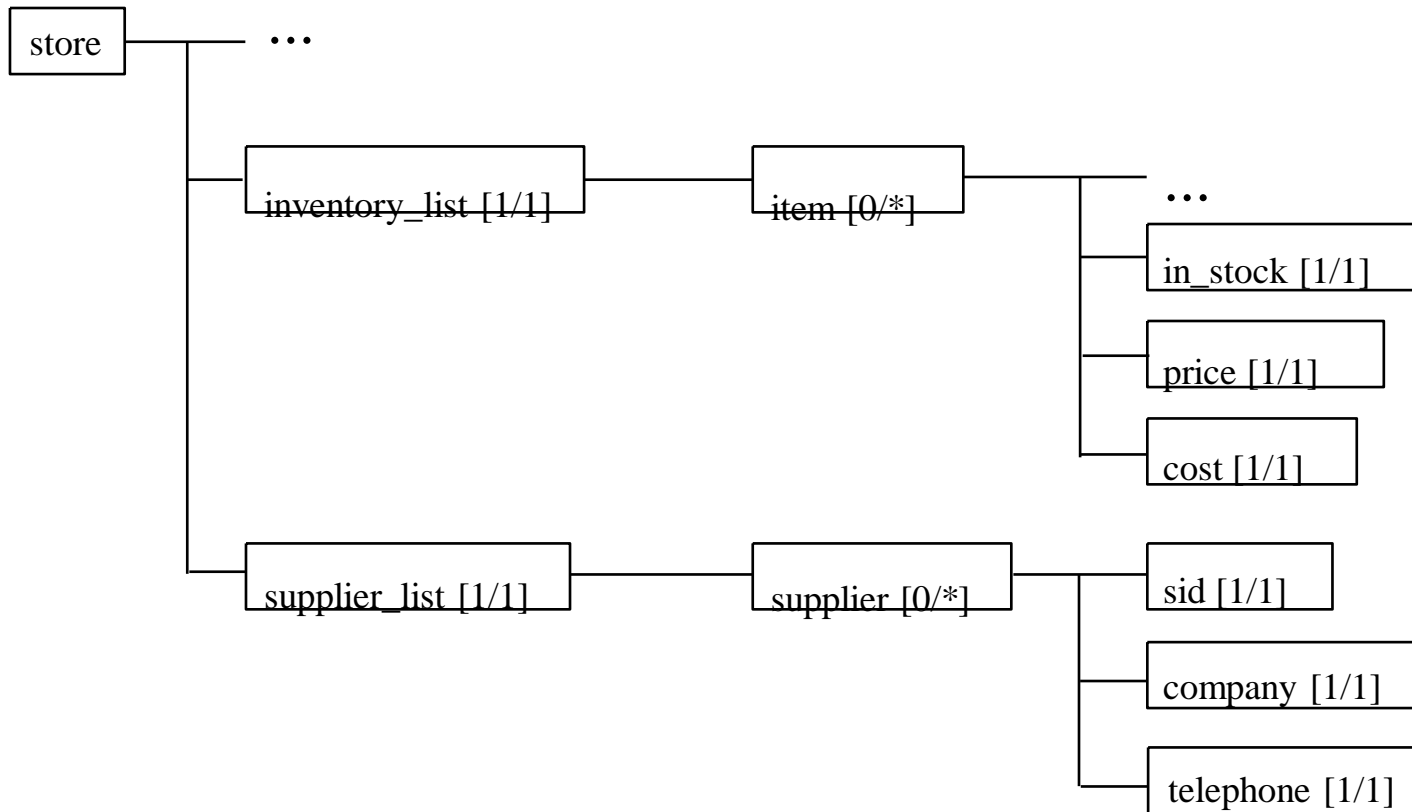 store
...
inventory_list [1/1]
item [0/*]
...
in_stock [1/1]
price [1/1]
cost [1/1]
supplier_list [1/1]
supplier [0/*]
sid [1/1]
company [1/1]
telephone [1/1]